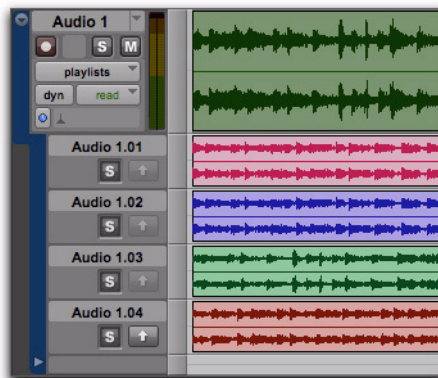 Audio 1
S M
playlists
dyn read
Audio 1.01
S
Audio 1.02
S
Audio 1.03
S
Audio 1.04
S